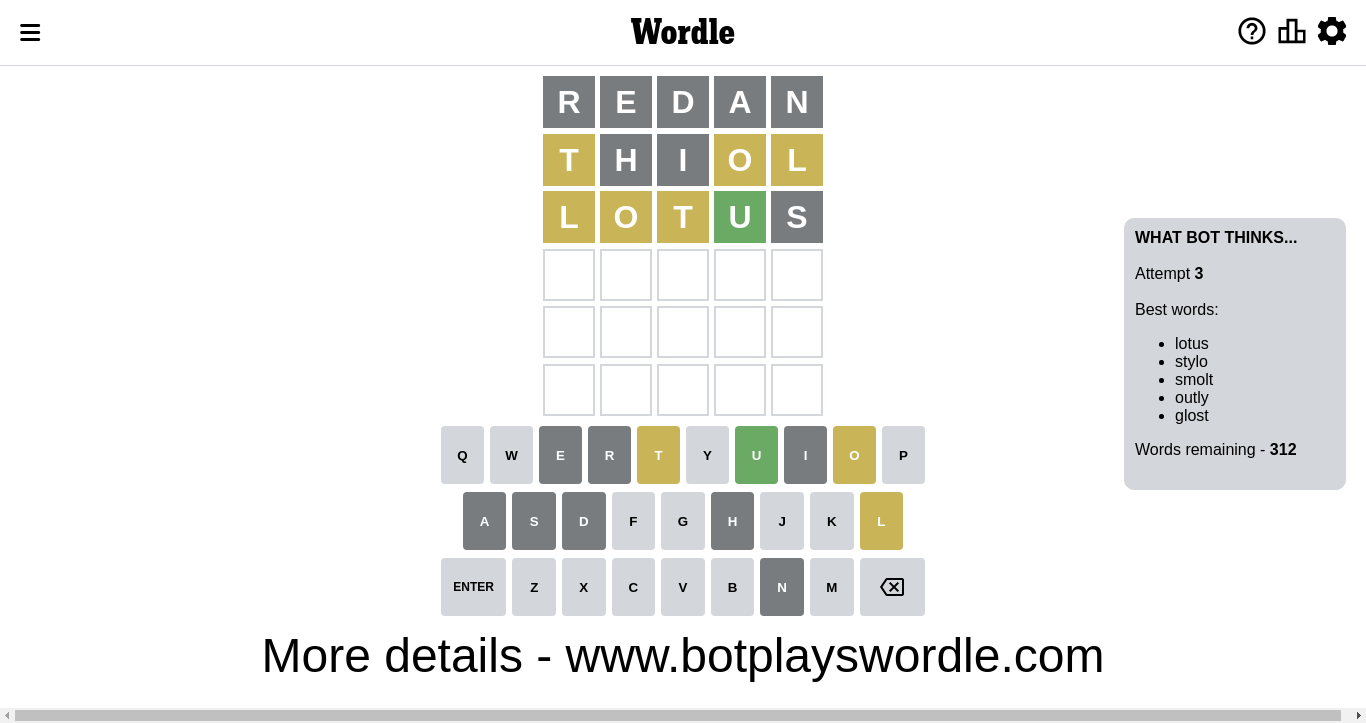 Wordle
R E D A N
T H I O L
L O T U S
WHAT BOT THINKS...
Attempt 3
Best words:
lotus
stylo
smolt
outly
glost
Words remaining - 312
Q W E R T Y U I O P
A S D F G H J K L
ENTER Z X C V B N M
More details - www.botplayswordle.com